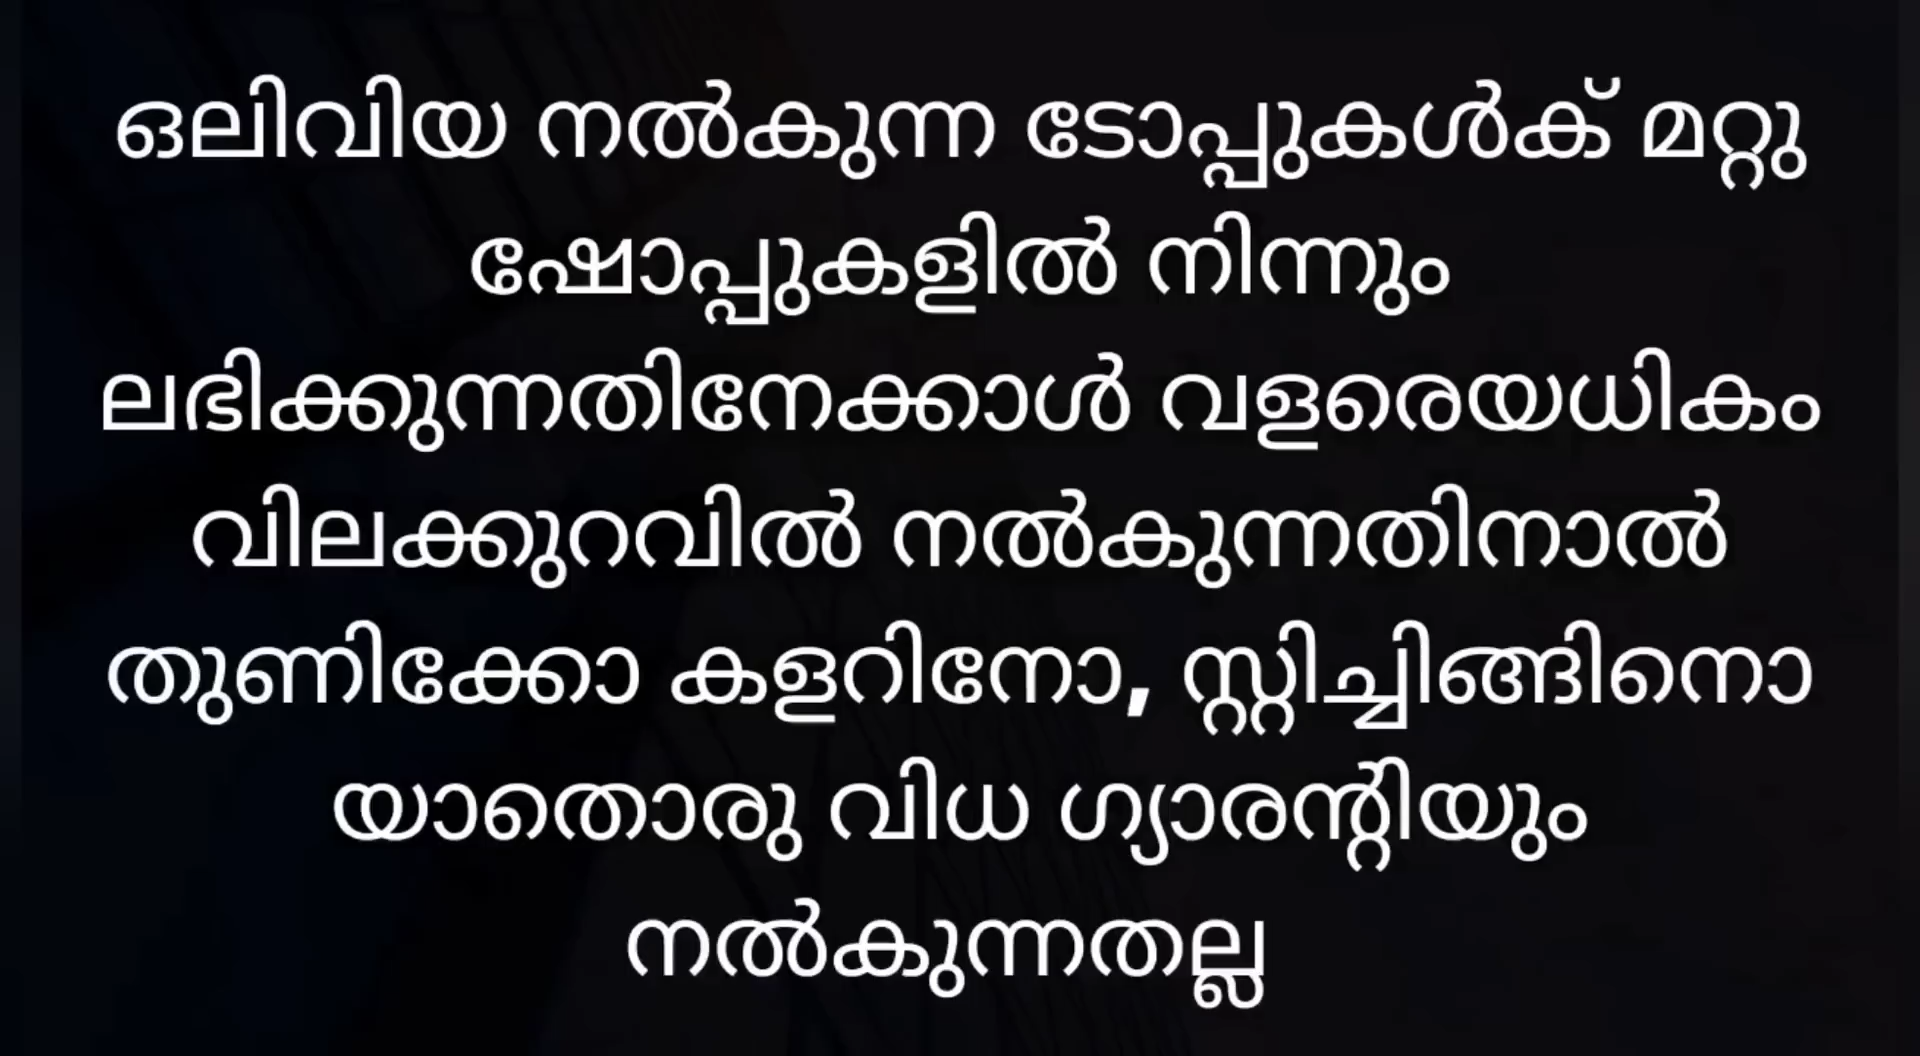 ഒലിവിയ നൽകുന്ന ടോപ്പുകൾക് മറ്റു
ഷോപ്പുകളിൽ നിന്നും
ലഭിക്കുന്നതിനേക്കാൾ വളരെയധികം
വിലക്കുറവിൽ നൽകുന്നതിനാൽ
തുണിക്കോ കളറിനോ, സ്റ്റിച്ചിങ്ങിനൊ
യാതൊരു വിധ ഗ്യാരന്റിയും
നൽകുന്നതല്ല